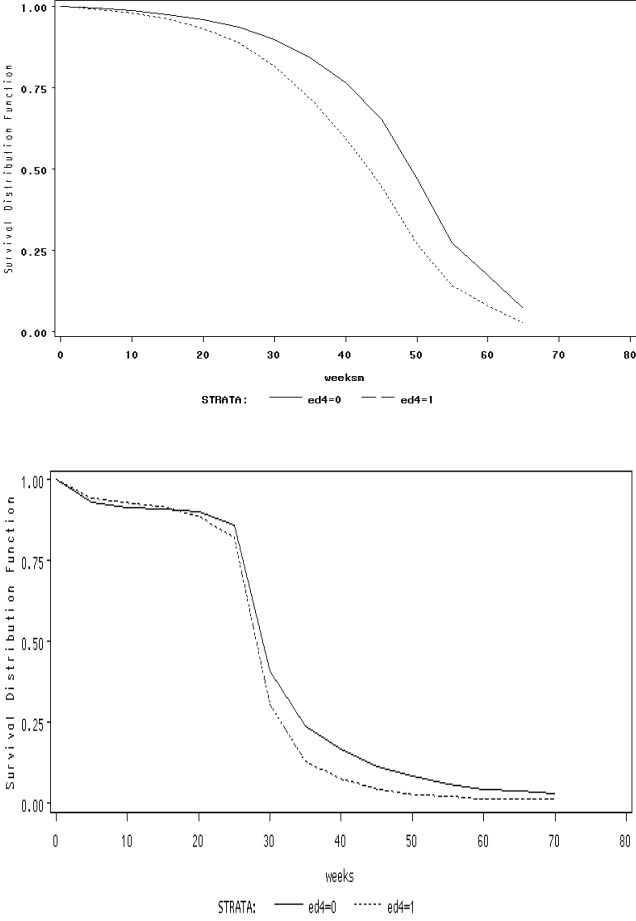 1.00
0.75
0.50
0.25
0.00
Survival Distribution Function
0 10 20 30 40 50 60 70 80
weeksm
STRATA: ed4=0 ed4=1
1.00
0.75
0.50
0.25
0.00
Survival Distribution Function
0 10 20 30 40 50 60 70 80
weeks
STRATA: ed4=0 ed4=1